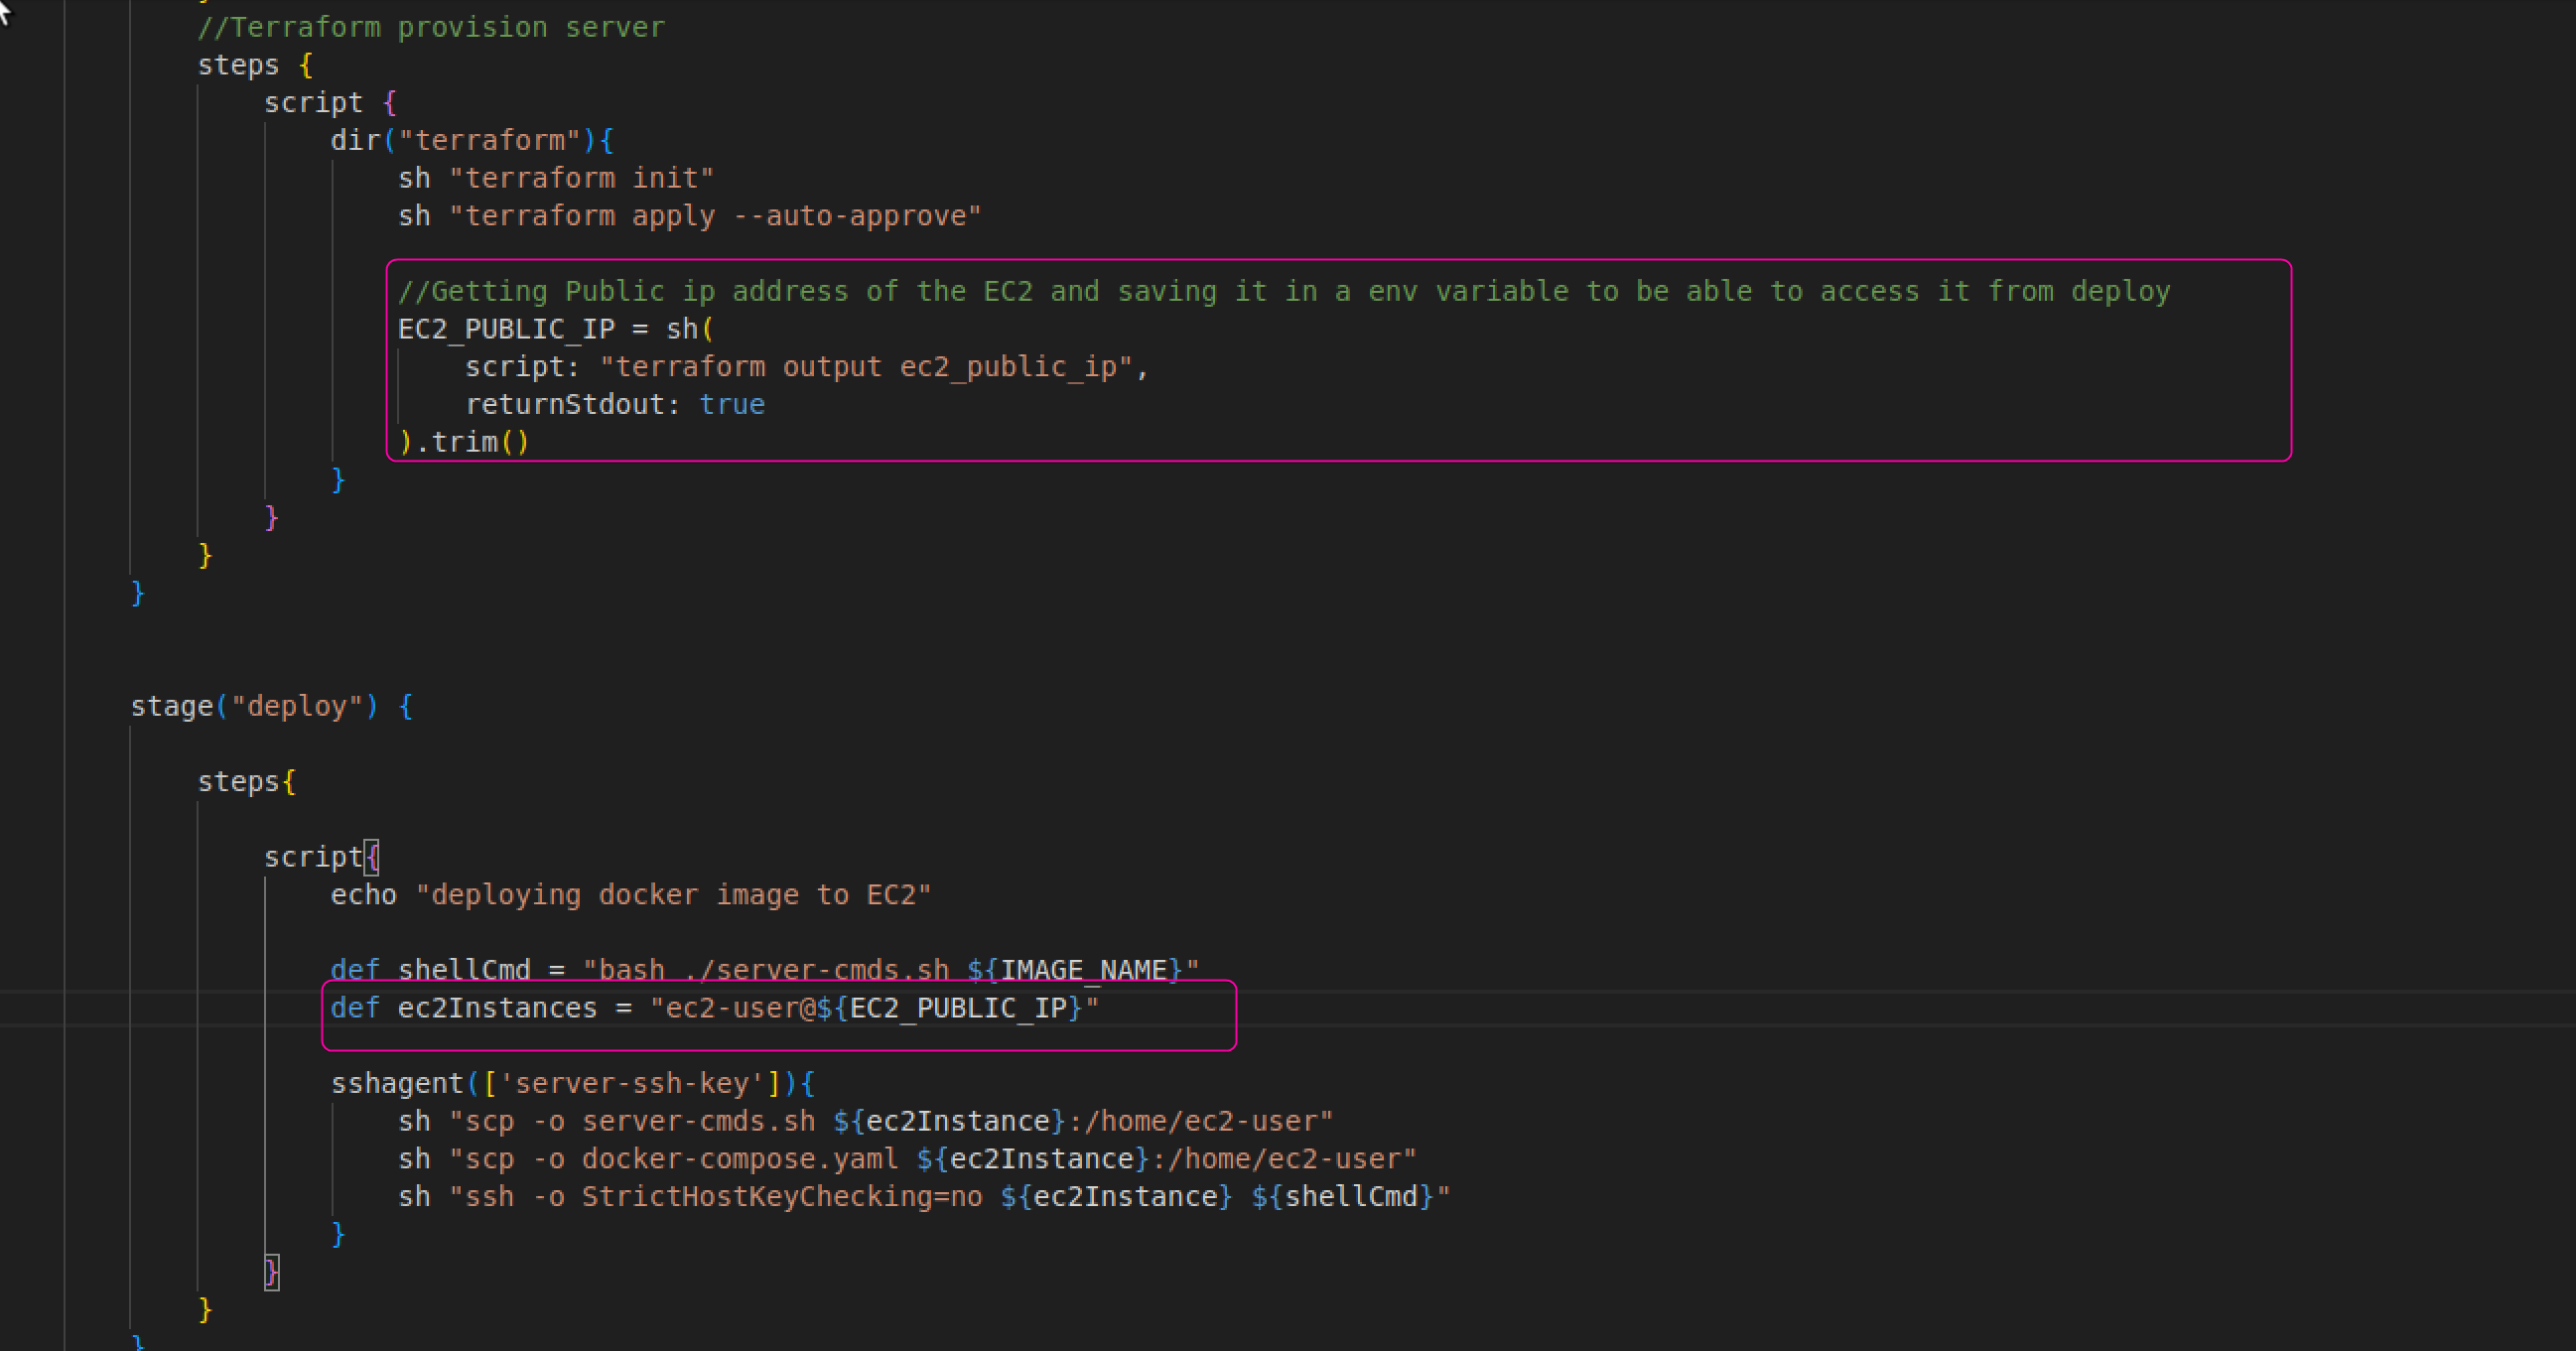 //Terraform provision server
steps {
script {
dir("terraform"){
sh "terraform init"
sh "terraform apply --auto-approve"
//Getting Public ip address of the EC2 and saving it in a env variable to be able to access it from deploy
EC2_PUBLIC_IP = sh(
script: "terraform output ec2_public_ip",
returnStdout: true
).trim()
}
}
}
}
stage("deploy") {
steps{
script{
echo "deploying docker image to EC2"
def shellCmd = "bash ./server-cmds.sh ${IMAGE_NAME}"
def ec2Instances = "ec2-user@${EC2_PUBLIC_IP}"
sshagent(['server-ssh-key']){
sh "scp -o server-cmds.sh ${ec2Instance}:/home/ec2-user"
sh "scp -o docker-compose.yaml ${ec2Instance}:/home/ec2-user"
sh "ssh -o StrictHostKeyChecking=no ${ec2Instance} ${shellCmd}"
}
}
}
}